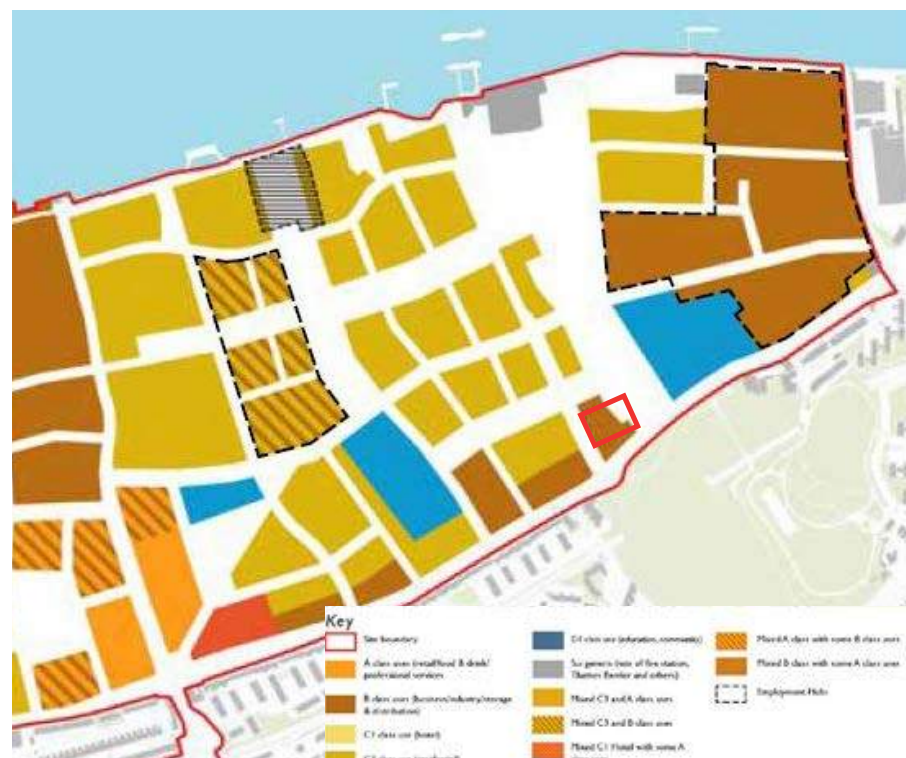 Key
Site boundary
A class uses (retail/food & drink/
professional services
B class uses (business/industry/storage
& distribution)
C1 class use (hotel)
D1 class use (education, community)
Sui generis (site of fire station,
Thames Barrier and others)
Mixed C3 and A class uses
Mixed C3 and B class uses
Mixed C1 Hotel with some A
Mixed A class with some B class uses
Mixed B class with some A class uses
Employment Hubs